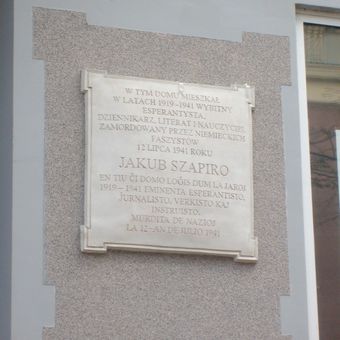 W TYM DOMU MIESZKAŁ
W LATACH 1919-1941 WYBITNY
ESPERANTYSTA,
DZIENNIKARZ, LITERAT I NAUCZYCIEL
ZAMORDOWANY PRZEZ NIEMIECKICH
FASZYSTÓW
12 LIPCA 1941 ROKU
JAKUB SZAPIRO
EN TIU ĈI DOMO LOĜIS DUM LA JAROJ
1919-1941 EMINENTA ESPERANTISTO,
ĴURNALISTO, VERKISTO KAJ
INSTRUISTO,
MURDITA DE NAZIOJ
LA 12-AN DE JULIO 1941